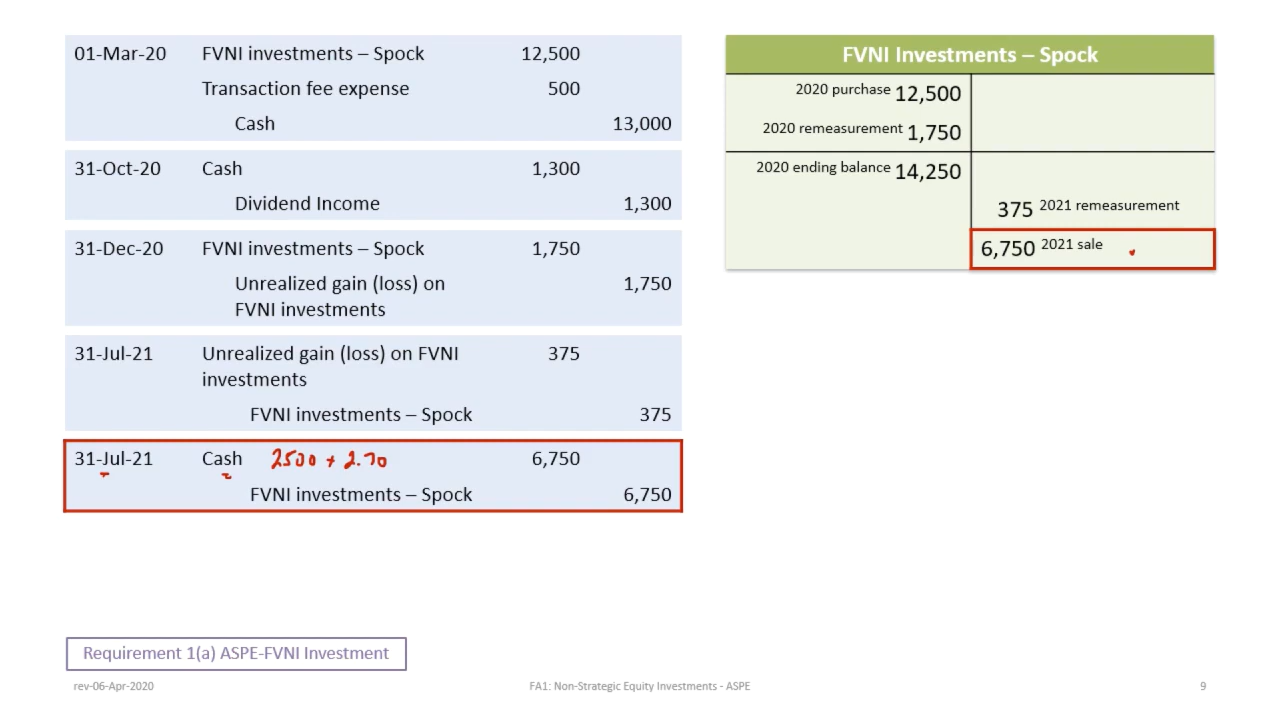 01-Mar-20 FVNI investments – Spock 12,500
Transaction fee expense 500
Cash 13,000
31-Oct-20 Cash 1,300
Dividend Income 1,300
31-Dec-20 FVNI investments – Spock 1,750
Unrealized gain (loss) on 1,750
FVNI investments
31-Jul-21 Unrealized gain (loss) on FVNI 375
investments
FVNI investments – Spock 375
31-Jul-21 Cash 2500 + 2.70 6,750
FVNI investments – Spock 6,750
FVNI Investments – Spock
2020 purchase 12,500
2020 remeasurement 1,750
2020 ending balance 14,250
375 2021 remeasurement
6,750 2021 sale
Requirement 1(a) ASPE-FVNI Investment
rev-06-Apr-2020 FA1: Non-Strategic Equity Investments - ASPE 9